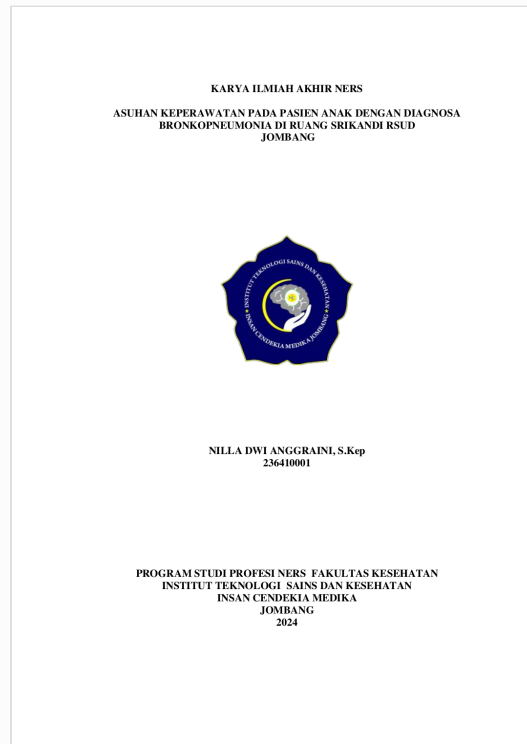 KARYA ILMIAH AKHIR NERS
ASUHAN KEPERAWATAN PADA PASIEN ANAK DENGAN DIAGNOSA
BRONKOPNEUMONIA DI RUANG SRIKANDI RSUD
JOMBANG
INSTITUT TEKNOLOGI SAINS DAN KESEHATAN
INSAN CENDEKIA MEDIKA JOMBANG
NILLA DWI ANGGRAINI, S.Kep
236410001
PROGRAM STUDI PROFESI NERS FAKULTAS KESEHATAN
INSTITUT TEKNOLOGI SAINS DAN KESEHATAN
INSAN CENDEKIA MEDIKA
JOMBANG
2024